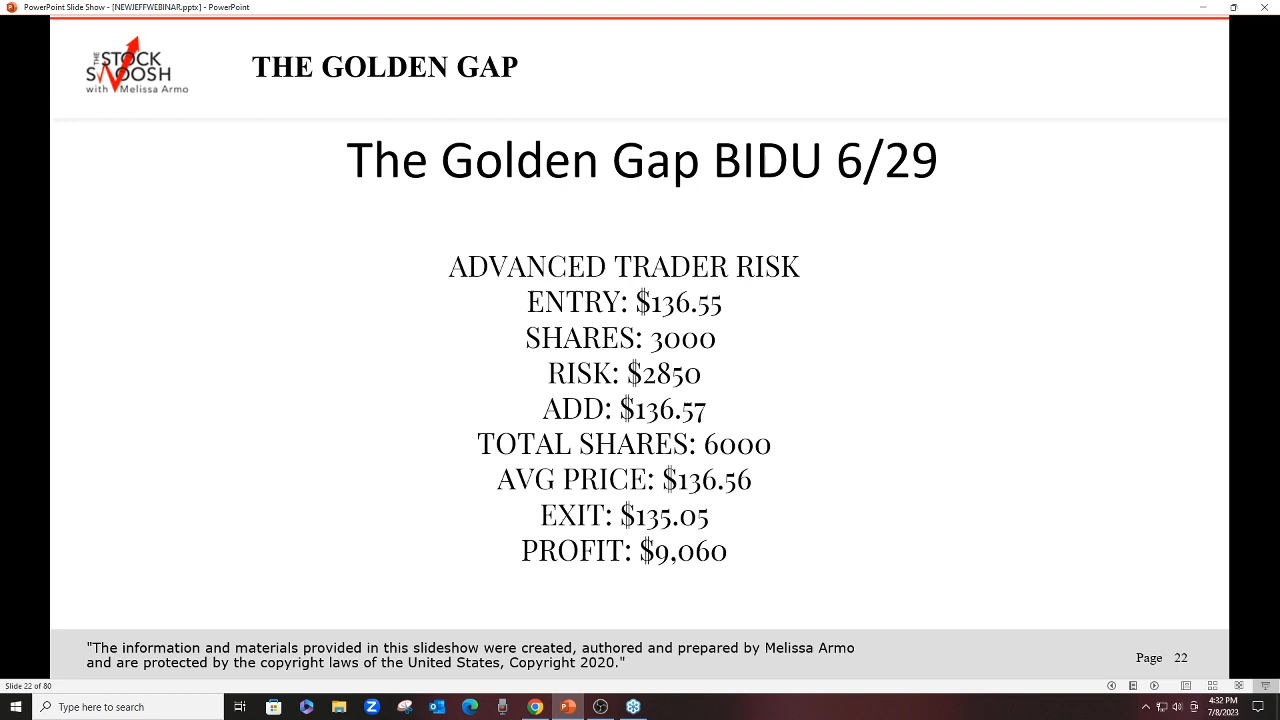 PowerPoint Slide Show - [NEWJEFFWEBINAR.pptx] - PowerPoint
THE STOCK
SWOOSH
with Melissa Armo
THE GOLDEN GAP
The Golden Gap BIDU 6/29
ADVANCED TRADER RISK
ENTRY: $136.55
SHARES: 3000
RISK: $2850
ADD: $136.57
TOTAL SHARES: 6000
AVG PRICE: $136.56
EXIT: $135.05
PROFIT: $9,060
"The information and materials provided in this slideshow were created, authored and prepared by Melissa Armo
and are protected by the copyright laws of the United States, Copyright 2020."
Page 22
Slide 22 of 80
Type here to search
4:32 PM
7/8/2023